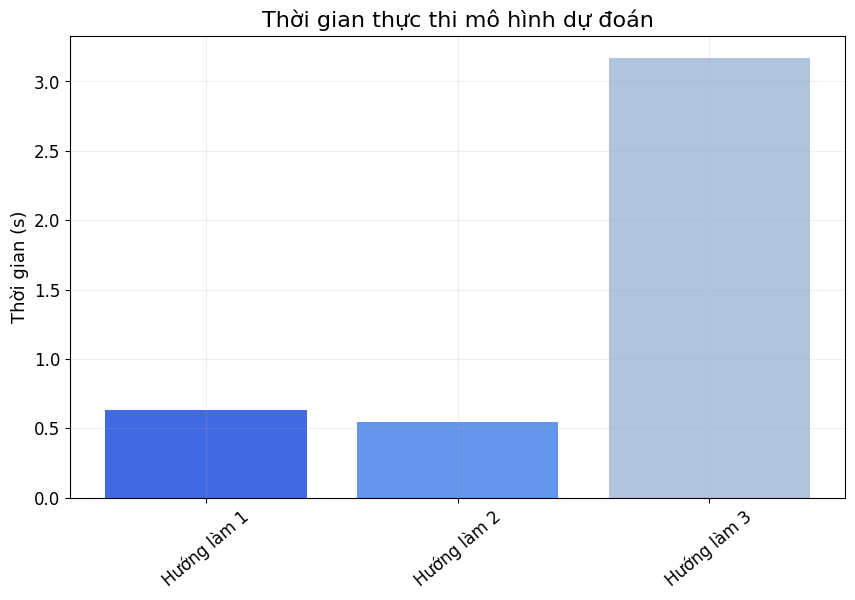 Thời gian thực thi mô hình dự đoán
Thời gian (s)
3.0
2.5
2.0
1.5
1.0
0.5
0.0
Hướng làm 1
Hướng làm 2
Hướng làm 3